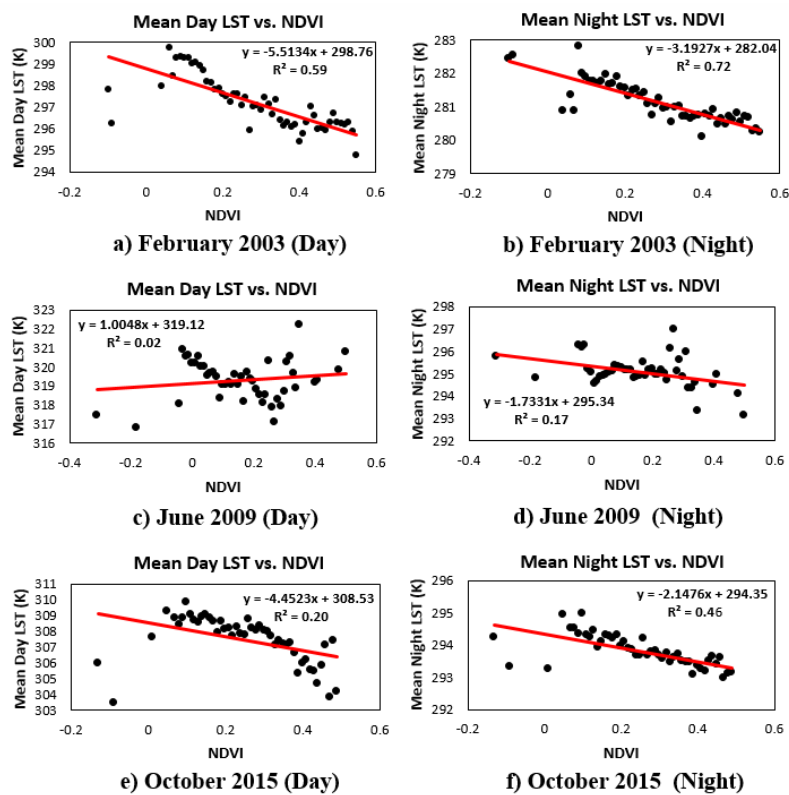 Mean Day LST vs. NDVI
y = -5.5134x + 298.76
R² = 0.59
Mean Day LST (K)
300
299
298
297
296
295
294
-0.2
0
0.2
0.4
0.6
NDVI
a) February 2003 (Day)
Mean Night LST vs. NDVI
y = -3.1927x + 282.04
R² = 0.72
Mean Night LST (K)
283
282
281
280
279
-0.2
0
0.2
0.4
0.6
NDVI
b) February 2003 (Night)
Mean Day LST vs. NDVI
y = 1.0048x + 319.12
R² = 0.02
Mean Day LST (K)
323
322
321
320
319
318
317
316
-0.4
-0.2
0
0.2
0.4
0.6
NDVI
c) June 2009 (Day)
Mean Night LST vs. NDVI
-1.7331x + 295.34
R² = 0.17
Mean Night LST (K)
298
297
296
295
294
293
292
-0.4
-0.2
0
0.2
0.4
0.6
NDVI
d) June 2009 (Night)
Mean Day LST vs. NDVI
y = -4.4523x + 308.53
R² = 0.20
Mean Day LST (K)
311
310
309
308
307
306
305
304
303
-0.2
0
0.2
0.4
0.6
NDVI
e) October 2015 (Day)
Mean Night LST vs. NDVI
y = -2.1476x + 294.35
R² = 0.46
Mean Night LST (K)
296
295
294
293
292
-0.2
0
0.2
0.4
0.6
NDVI
f) October 2015 (Night)